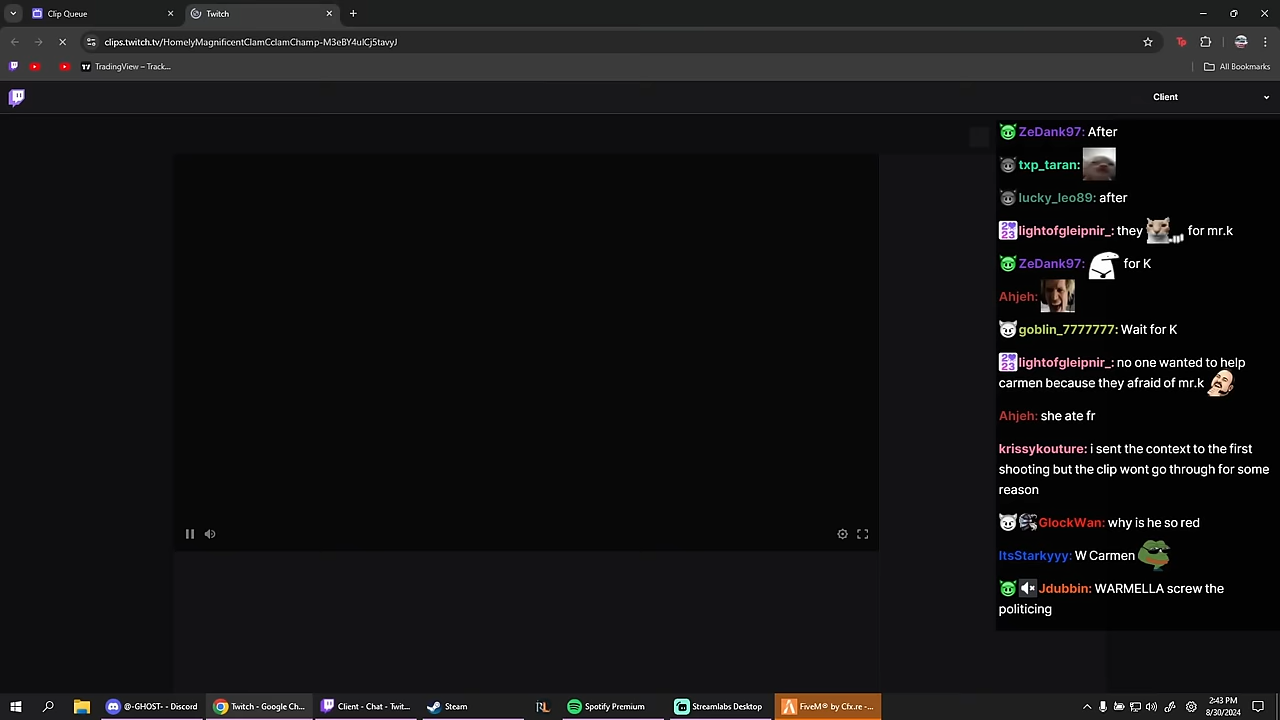 Clip Queue
Twitch
clips.twitch.tv/HomelyMagnificentClamCclamChamp-M3eBY4uICj5tavyJ
TradingView – Track...
All Bookmarks
Client
ZeDank97: After
txp_taran:
lucky_leo89: after
lightofgleipnir_: they for mr.k
ZeDank97: for K
Ahjeh:
goblin_7777777: Wait for K
lightofgleipnir_: no one wanted to help
carmen because they afraid of mr.k
Ahjeh: she ate fr
krissykouture: i sent the context to the first
shooting but the clip wont go through for some
reason
GlockWan: why is he so red
ItsStarkyyy: W Carmen
Jdubbin: WARMELLA screw the
politicing
@-GHOST- - Discord
Twitch - Google Ch...
Client - Chat - Twit...
Steam
Spotify Premium
Streamlabs Desktop
FiveM® by Cfx.re -...
2:43 PM
8/30/2024